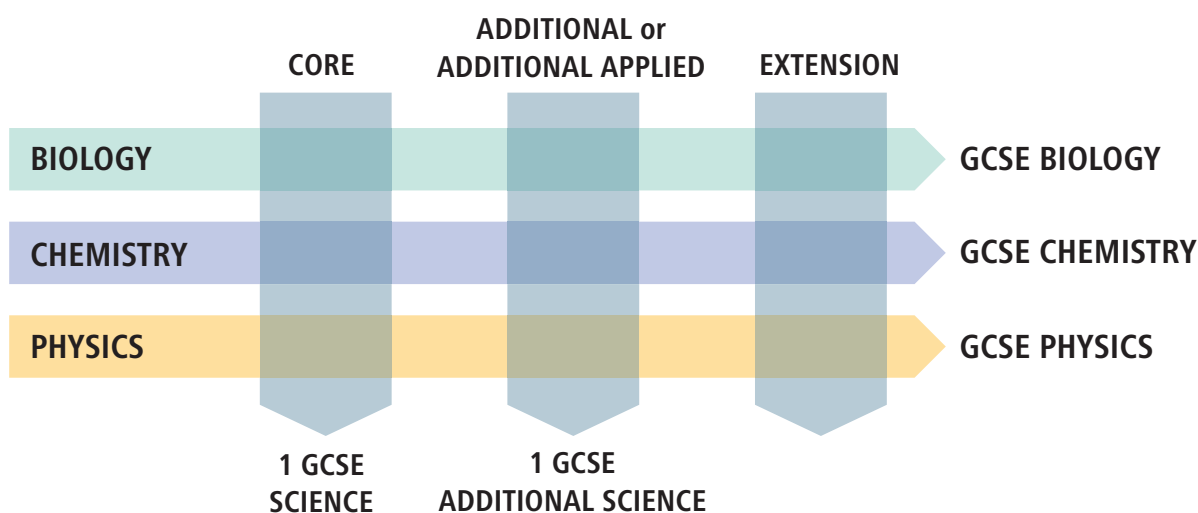 ADDITIONAL or
CORE
ADDITIONAL APPLIED
EXTENSION
BIOLOGY
GCSE BIOLOGY
CHEMISTRY
GCSE CHEMISTRY
PHYSICS
GCSE PHYSICS
1 GCSE
SCIENCE
1 GCSE
ADDITIONAL SCIENCE